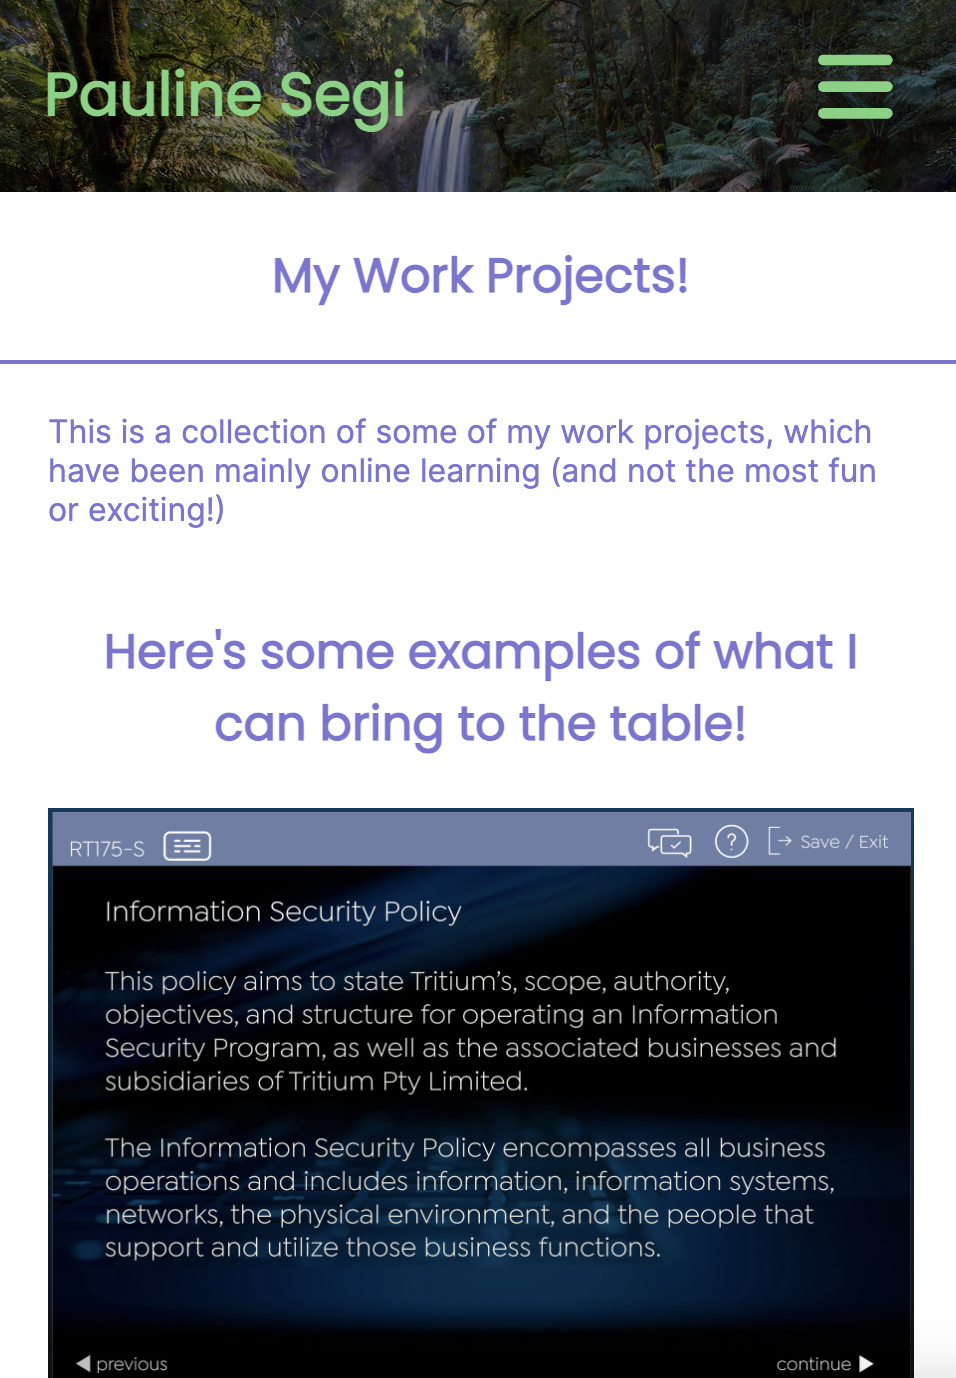 Pauline Segi
My Work Projects!
This is a collection of some of my work projects, which
have been mainly online learning (and not the most fun
or exciting!)
Here's some examples of what I
can bring to the table!
RT175-S
? Save / Exit
Information Security Policy
This policy aims to state Tritium’s, scope, authority,
objectives, and structure for operating an Information
Security Program, as well as the associated businesses and
subsidiaries of Tritium Pty Limited.
The Information Security Policy encompasses all business
operations and includes information, information systems,
networks, the physical environment, and the people that
support and utilize those business functions.
previous
continue